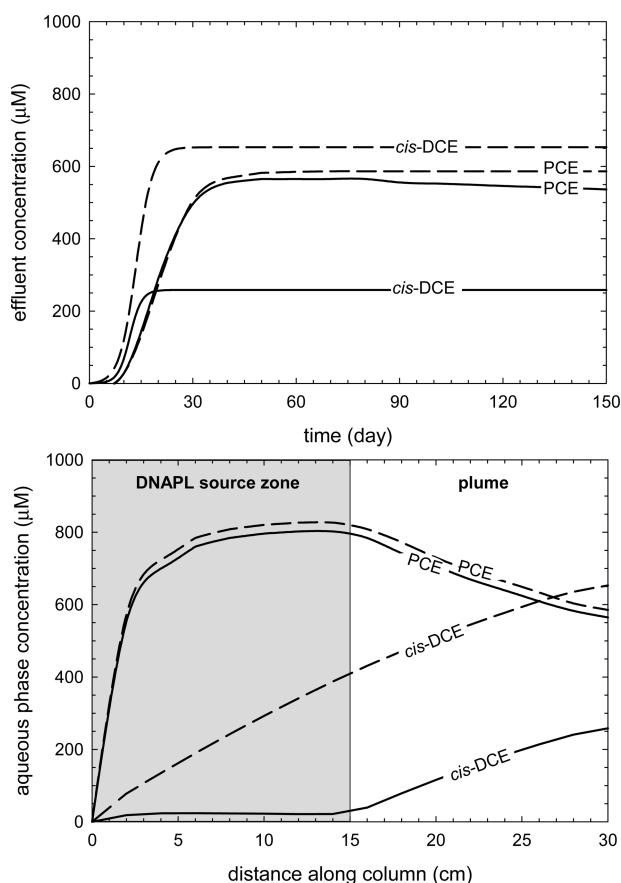 1000
800
600
400
200
0
effluent concentration (μM)
cis-DCE
PCE
PCE
cis-DCE
0 30 60 90 120 150
time (day)
1000
800
600
400
200
0
aqueous phase concentration (μM)
DNAPL source zone plume
PCE PCE
cis-DCE
cis-DCE
0 5 10 15 20 25 30
distance along column (cm)